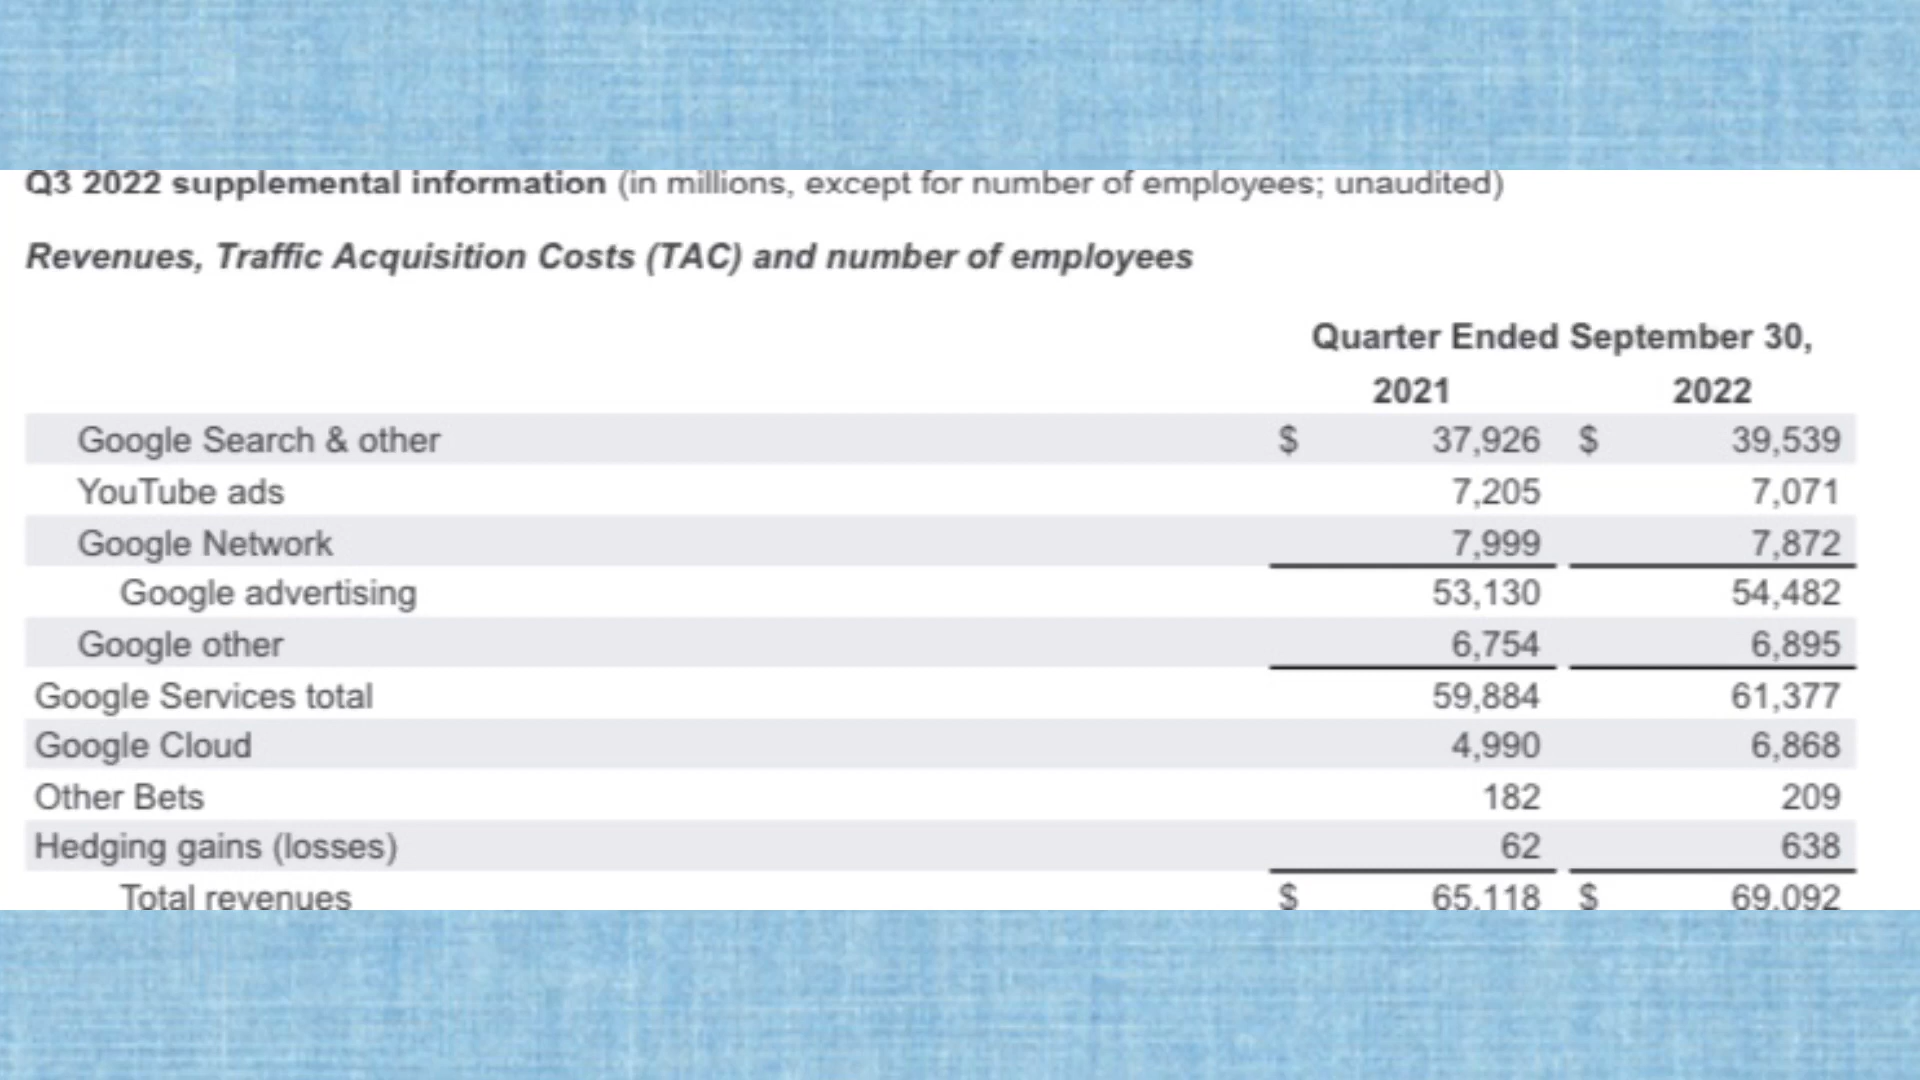 Q3 2022 supplemental information (in millions, except for number of employees; unaudited)
Revenues, Traffic Acquisition Costs (TAC) and number of employees
Quarter Ended September 30,
2021 2022
Google Search & other $ 37,926 $ 39,539
YouTube ads 7,205 7,071
Google Network 7,999 7,872
Google advertising 53,130 54,482
Google other 6,754 6,895
Google Services total 59,884 61,377
Google Cloud 4,990 6,868
Other Bets 182 209
Hedging gains (losses) 62 638
Total revenues $ 65,118 $ 69,092